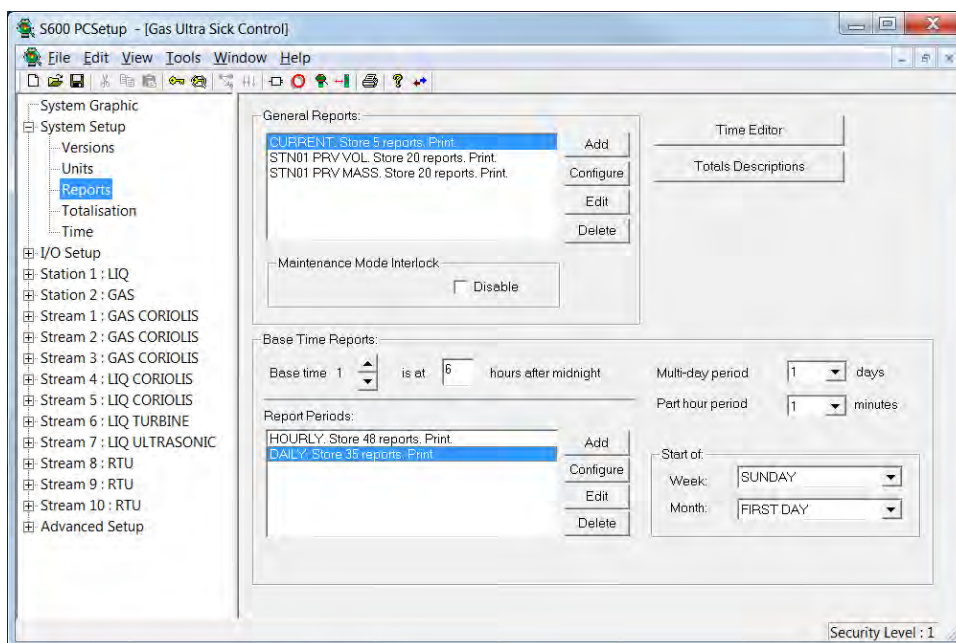 S600 PCSetup - [Gas Ultra Sick Control]
File Edit View Tools Window Help
System Graphic
System Setup
Versions
Units
Reports
Totalisation
Time
I/O Setup
Station 1 : LIQ
Station 2 : GAS
Stream 1 : GAS CORIOLIS
Stream 2 : GAS CORIOLIS
Stream 3 : GAS CORIOLIS
Stream 4 : LIQ CORIOLIS
Stream 5 : LIQ CORIOLIS
Stream 6 : LIQ TURBINE
Stream 7 : LIQ ULTRASONIC
Stream 8 : RTU
Stream 9 : RTU
Stream 10 : RTU
Advanced Setup
General Reports:
CURRENT. Store 5 reports. Print.
STN01 PRV VOL. Store 20 reports. Print.
STN01 PRV MASS. Store 20 reports. Print.
Add
Configure
Edit
Delete
Time Editor
Totals Descriptions
Maintenance Mode Interlock
Disable
Base Time Reports:
Base time 1 is at 6 hours after midnight
Multi-day period 1 days
Part hour period 1 minutes
Report Periods:
HOURLY. Store 48 reports. Print.
DAILY. Store 35 reports. Print.
Add
Configure
Edit
Delete
Start of:
Week: SUNDAY
Month: FIRST DAY
Security Level : 1